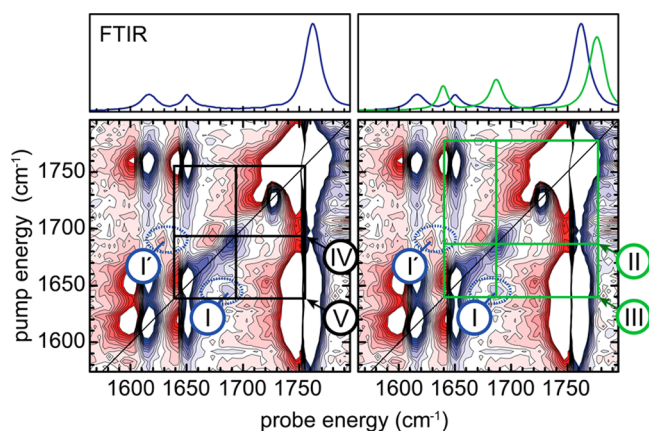 FTIR
pump energy (cm⁻¹)
1750
1700
1650
1600
I´
I
IV
V
I´
I
II
III
1600 1650 1700 1750
1600 1650 1700 1750
probe energy (cm⁻¹)